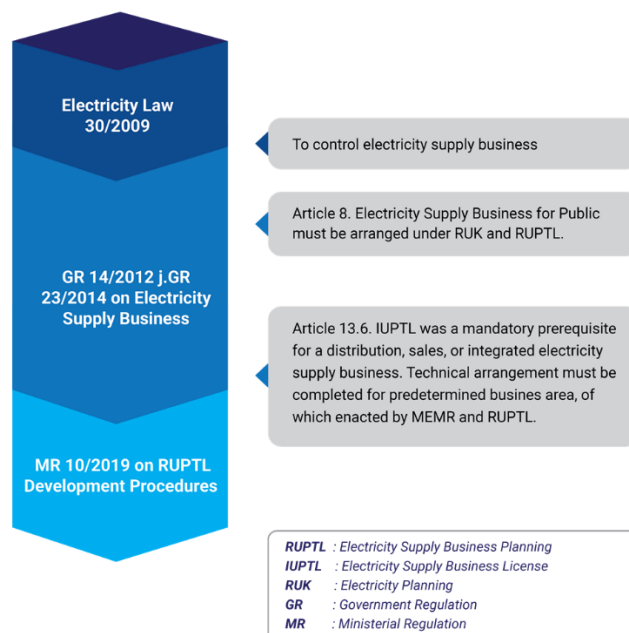 Electricity Law
30/2009
To control electricity supply business
Article 8. Electricity Supply Business for Public
must be arranged under RUK and RUPTL.
GR 14/2012 j.GR
23/2014 on Electricity
Supply Business
Article 13.6. IUPTL was a mandatory prerequisite
for a distribution, sales, or integrated electricity
supply business. Technical arrangement must be
completed for predetermined busines area, of
which enacted by MEMR and RUPTL.
MR 10/2019 on RUPTL
Development Procedures
RUPTL : Electricity Supply Business Planning
IUPTL : Electricity Supply Business License
RUK : Electricity Planning
GR : Government Regulation
MR : Ministerial Regulation